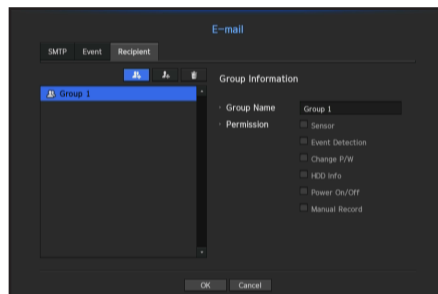 E-mail
SMTP Event Recipient
Group Information
Group 1
Group Name Group 1
Permission Sensor
Event Detection
Change P/W
HDD Info
Power On/Off
Manual Record
OK Cancel